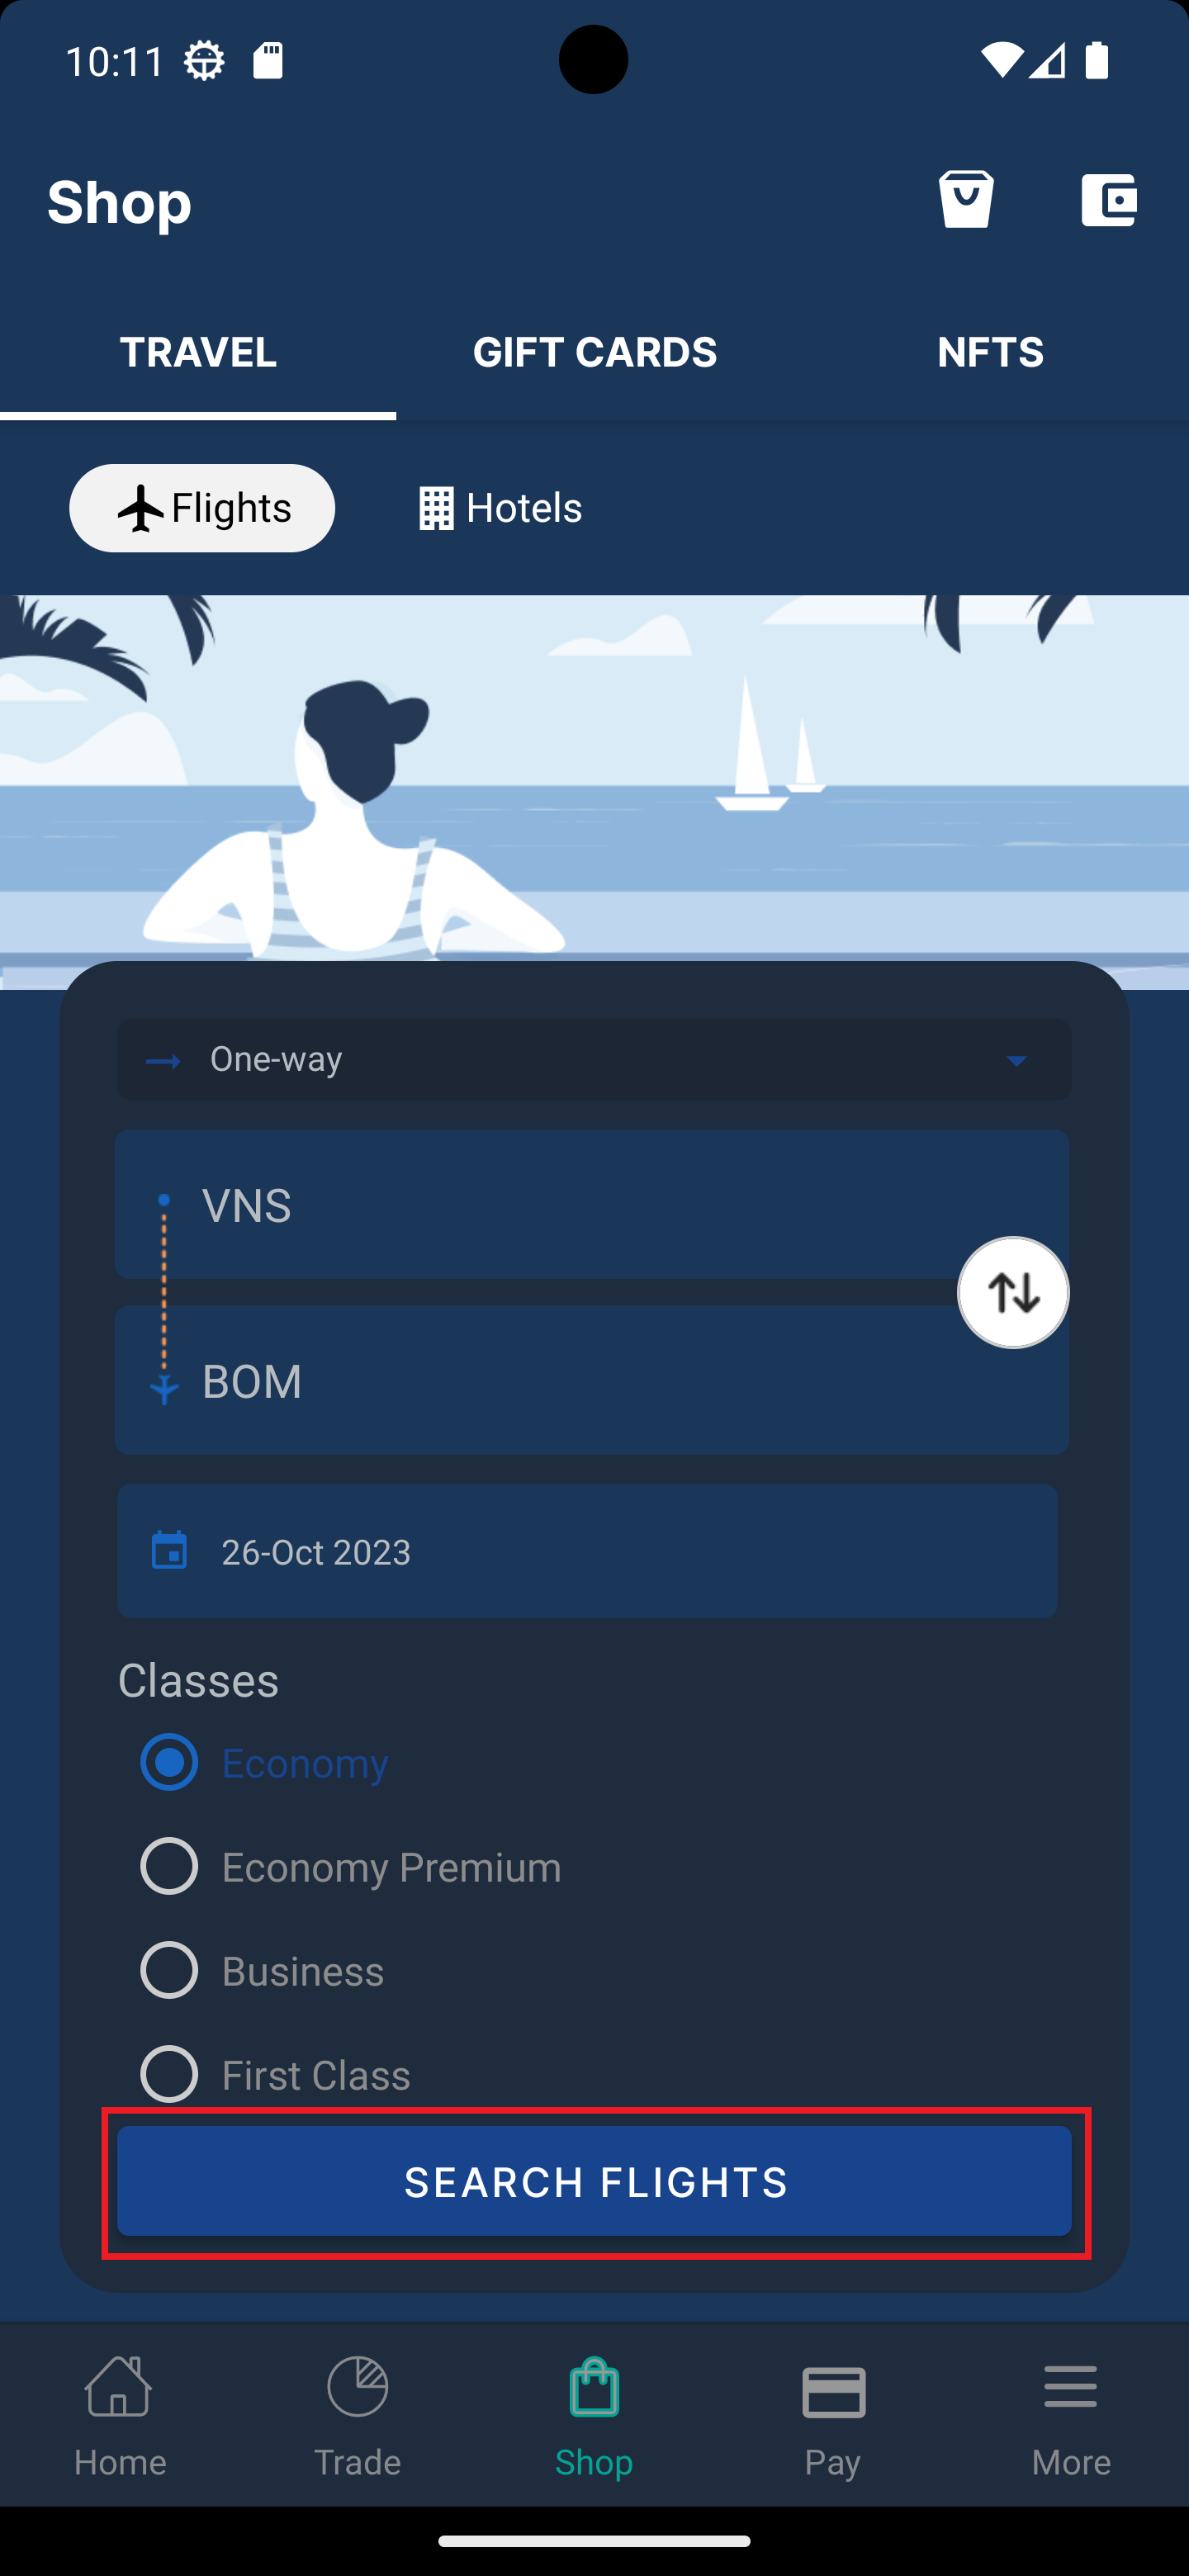 10:11
Shop
TRAVEL GIFT CARDS NFTS
Flights Hotels
One-way
VNS
BOM
26-Oct 2023
Classes
Economy
Economy Premium
Business
First Class
SEARCH FLIGHTS
Home Trade Shop Pay More